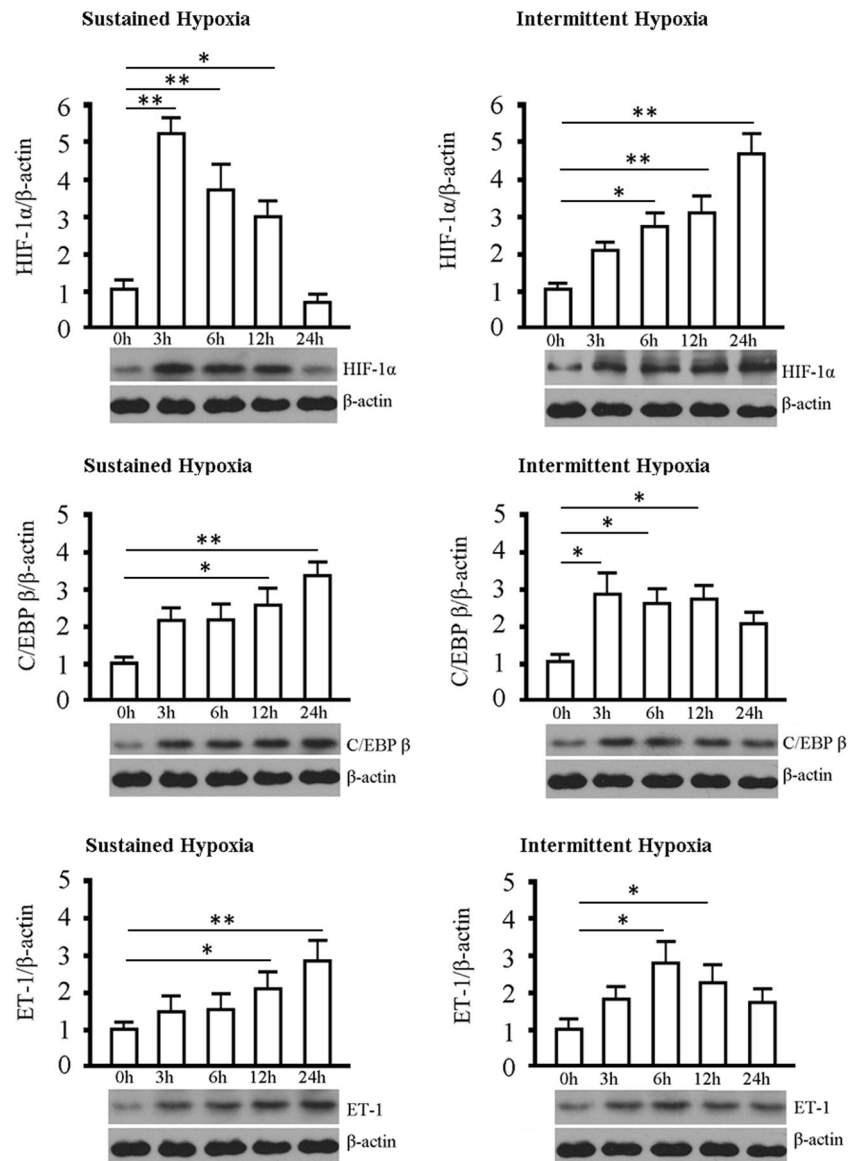 Sustained Hypoxia
HIF-1α/β-actin
*
**
**
6
5
4
3
2
1
0
0h 3h 6h 12h 24h
HIF-1α
β-actin
Intermittent Hypoxia
HIF-1α/β-actin
**
**
*
6
5
4
3
2
1
0
0h 3h 6h 12h 24h
HIF-1α
β-actin
Sustained Hypoxia
C/EBP β/β-actin
**
*
5
4
3
2
1
0
0h 3h 6h 12h 24h
C/EBP β
β-actin
Intermittent Hypoxia
C/EBP β/β-actin
*
*
*
5
4
3
2
1
0
0h 3h 6h 12h 24h
C/EBP β
β-actin
Sustained Hypoxia
ET-1/β-actin
**
*
5
4
3
2
1
0
0h 3h 6h 12h 24h
ET-1
β-actin
Intermittent Hypoxia
ET-1/β-actin
*
*
5
4
3
2
1
0
0h 3h 6h 12h 24h
ET-1
β-actin